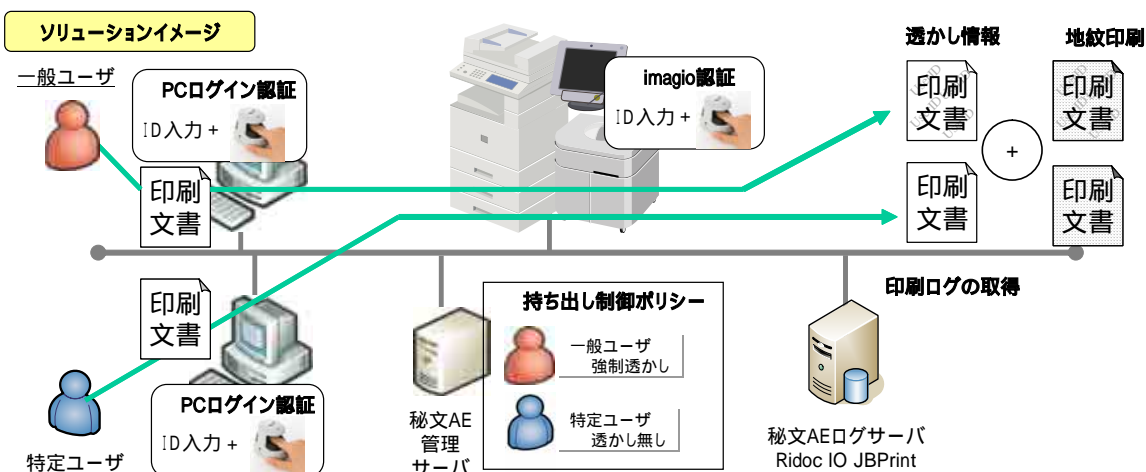 ソリューションイメージ
一般ユーザ
PCログイン認証
ID入力 +
印刷
文書
imagio認証
ID入力 +
透かし情報
地紋印刷
印刷
文書
印刷
文書
+
印刷
文書
印刷
文書
印刷
文書
PCログイン認証
ID入力 +
特定ユーザ
秘文AE
管理
サーバ
持ち出し制御ポリシー
一般ユーザ
強制透かし
特定ユーザ
透かし無し
印刷ログの取得
秘文AEログサーバ
Ridoc IO JBPrint